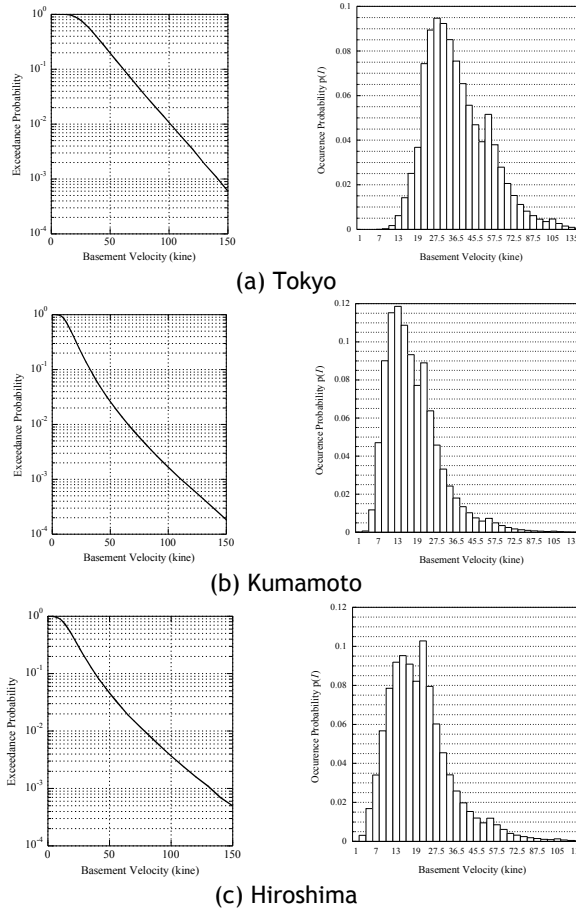 10⁰
10⁻¹
10⁻²
10⁻³
10⁻⁴
0 50 100 150
Exceedance Probability
Basement Velocity (kine)
0.1
0.08
0.06
0.04
0.02
0
1 7 13 19 27.5 36.5 45.5 57.5 72.5 87.5 105 135
Occurence Probability p(I)
Basement Velocity (kine)
(a) Tokyo
10⁰
10⁻¹
10⁻²
10⁻³
10⁻⁴
0 50 100 150
Exceedance Probability
Basement Velocity (kine)
0.12
0.1
0.08
0.06
0.04
0.02
0
1 7 13 19 27.5 36.5 45.5 57.5 72.5 87.5 105
Occurence Probability p(I)
Basement Velocity (kine)
(b) Kumamoto
10⁰
10⁻¹
10⁻²
10⁻³
10⁻⁴
0 50 100 150
Exceedance Probability
Basement Velocity (kine)
0.12
0.1
0.08
0.06
0.04
0.02
0
1 7 13 19 27.5 36.5 45.5 57.5 72.5 87.5 105
Occurence Probability p(I)
Basement Velocity (kine)
(c) Hiroshima